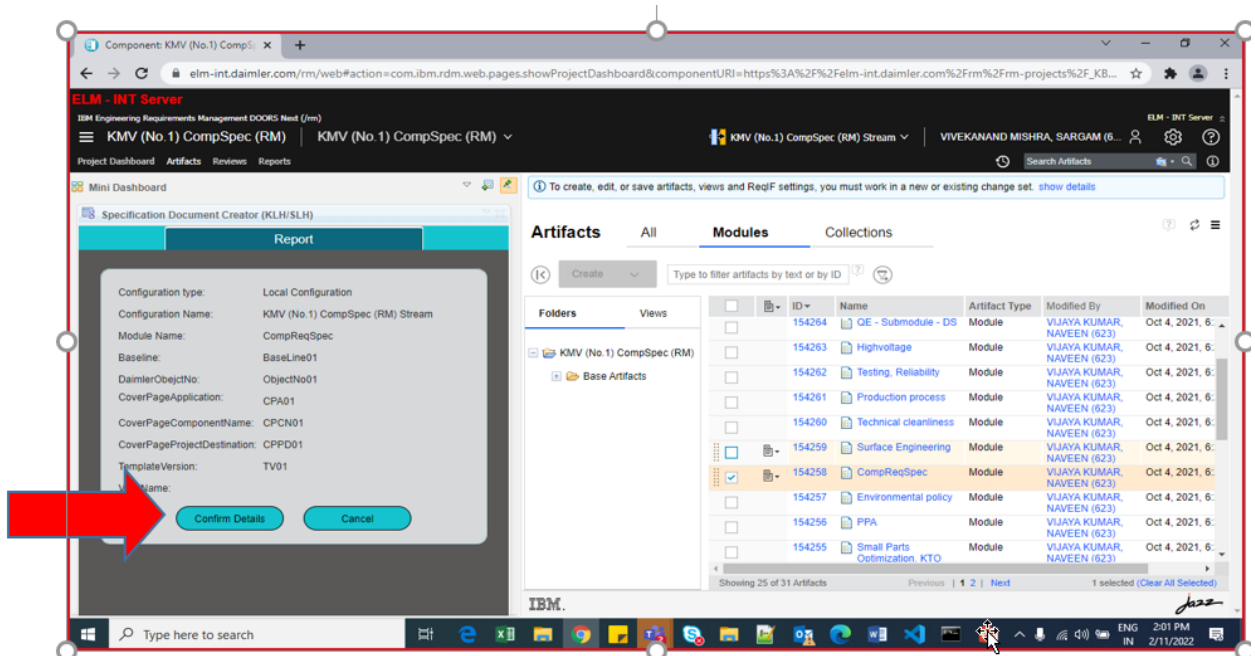 Component: KMV (No.1) CompSp
elm-int.daimler.com/rm/web#action=com.ibm.rdm.web.pages.showProjectDashboard&componentURI=https%3A%2F%2Felm-int.daimler.com%2Frm%2Frm-projects%2F_KB...
ELM - INT Server
IBM Engineering Requirements Management DOORS Next (/rm)
ELM - INT Server
KMV (No.1) CompSpec (RM)
KMV (No.1) CompSpec (RM)
KMV (No.1) CompSpec (RM) Stream
VIVEKANAND MISHRA, SARGAM (6...
Project Dashboard Artifacts Reviews Reports
Search Artifacts
Mini Dashboard
Specification Document Creator (KLH/SLH)
Report
Configuration type: Local Configuration
Configuration Name: KMV (No.1) CompSpec (RM) Stream
Module Name: CompReqSpec
Baseline: BaseLine01
DaimlerObejctNo: ObjectNo01
CoverPageApplication: CPA01
CoverPageComponentName: CPCN01
CoverPageProjectDestination: CPPD01
TemplateVersion: TV01
Name:
Confirm Details Cancel
To create, edit, or save artifacts, views and ReqIF settings, you must work in a new or existing change set. show details
Artifacts All Modules Collections
Create
Type to filter artifacts by text or by ID
Folders Views
KMV (No.1) CompSpec (RM)
Base Artifacts
ID Name Artifact Type Modified By Modified On
154264 QE - Submodule - DS Module VIJAYA KUMAR, Oct 4, 2021, 6:
NAVEEN (623)
154263 Highvoltage Module VIJAYA KUMAR, Oct 4, 2021, 6:
NAVEEN (623)
154262 Testing, Reliability Module VIJAYA KUMAR, Oct 4, 2021, 6:
NAVEEN (623)
154261 Production process Module VIJAYA KUMAR, Oct 4, 2021, 6:
NAVEEN (623)
154260 Technical cleanliness Module VIJAYA KUMAR, Oct 4, 2021, 6:
NAVEEN (623)
154259 Surface Engineering Module VIJAYA KUMAR, Oct 4, 2021, 6:
NAVEEN (623)
154258 CompReqSpec Module VIJAYA KUMAR, Oct 4, 2021, 6:
NAVEEN (623)
154257 Environmental policy Module VIJAYA KUMAR, Oct 4, 2021, 6:
NAVEEN (623)
154256 PPA Module VIJAYA KUMAR, Oct 4, 2021, 6:
NAVEEN (623)
154255 Small Parts Module VIJAYA KUMAR, Oct 4, 2021, 6:
Optimization, KTO NAVEEN (623)
Showing 25 of 31 Artifacts Previous | 1 2 | Next 1 selected (Clear All Selected)
IBM.
Jazz
Type here to search
ENG 2:01 PM
IN 2/11/2022